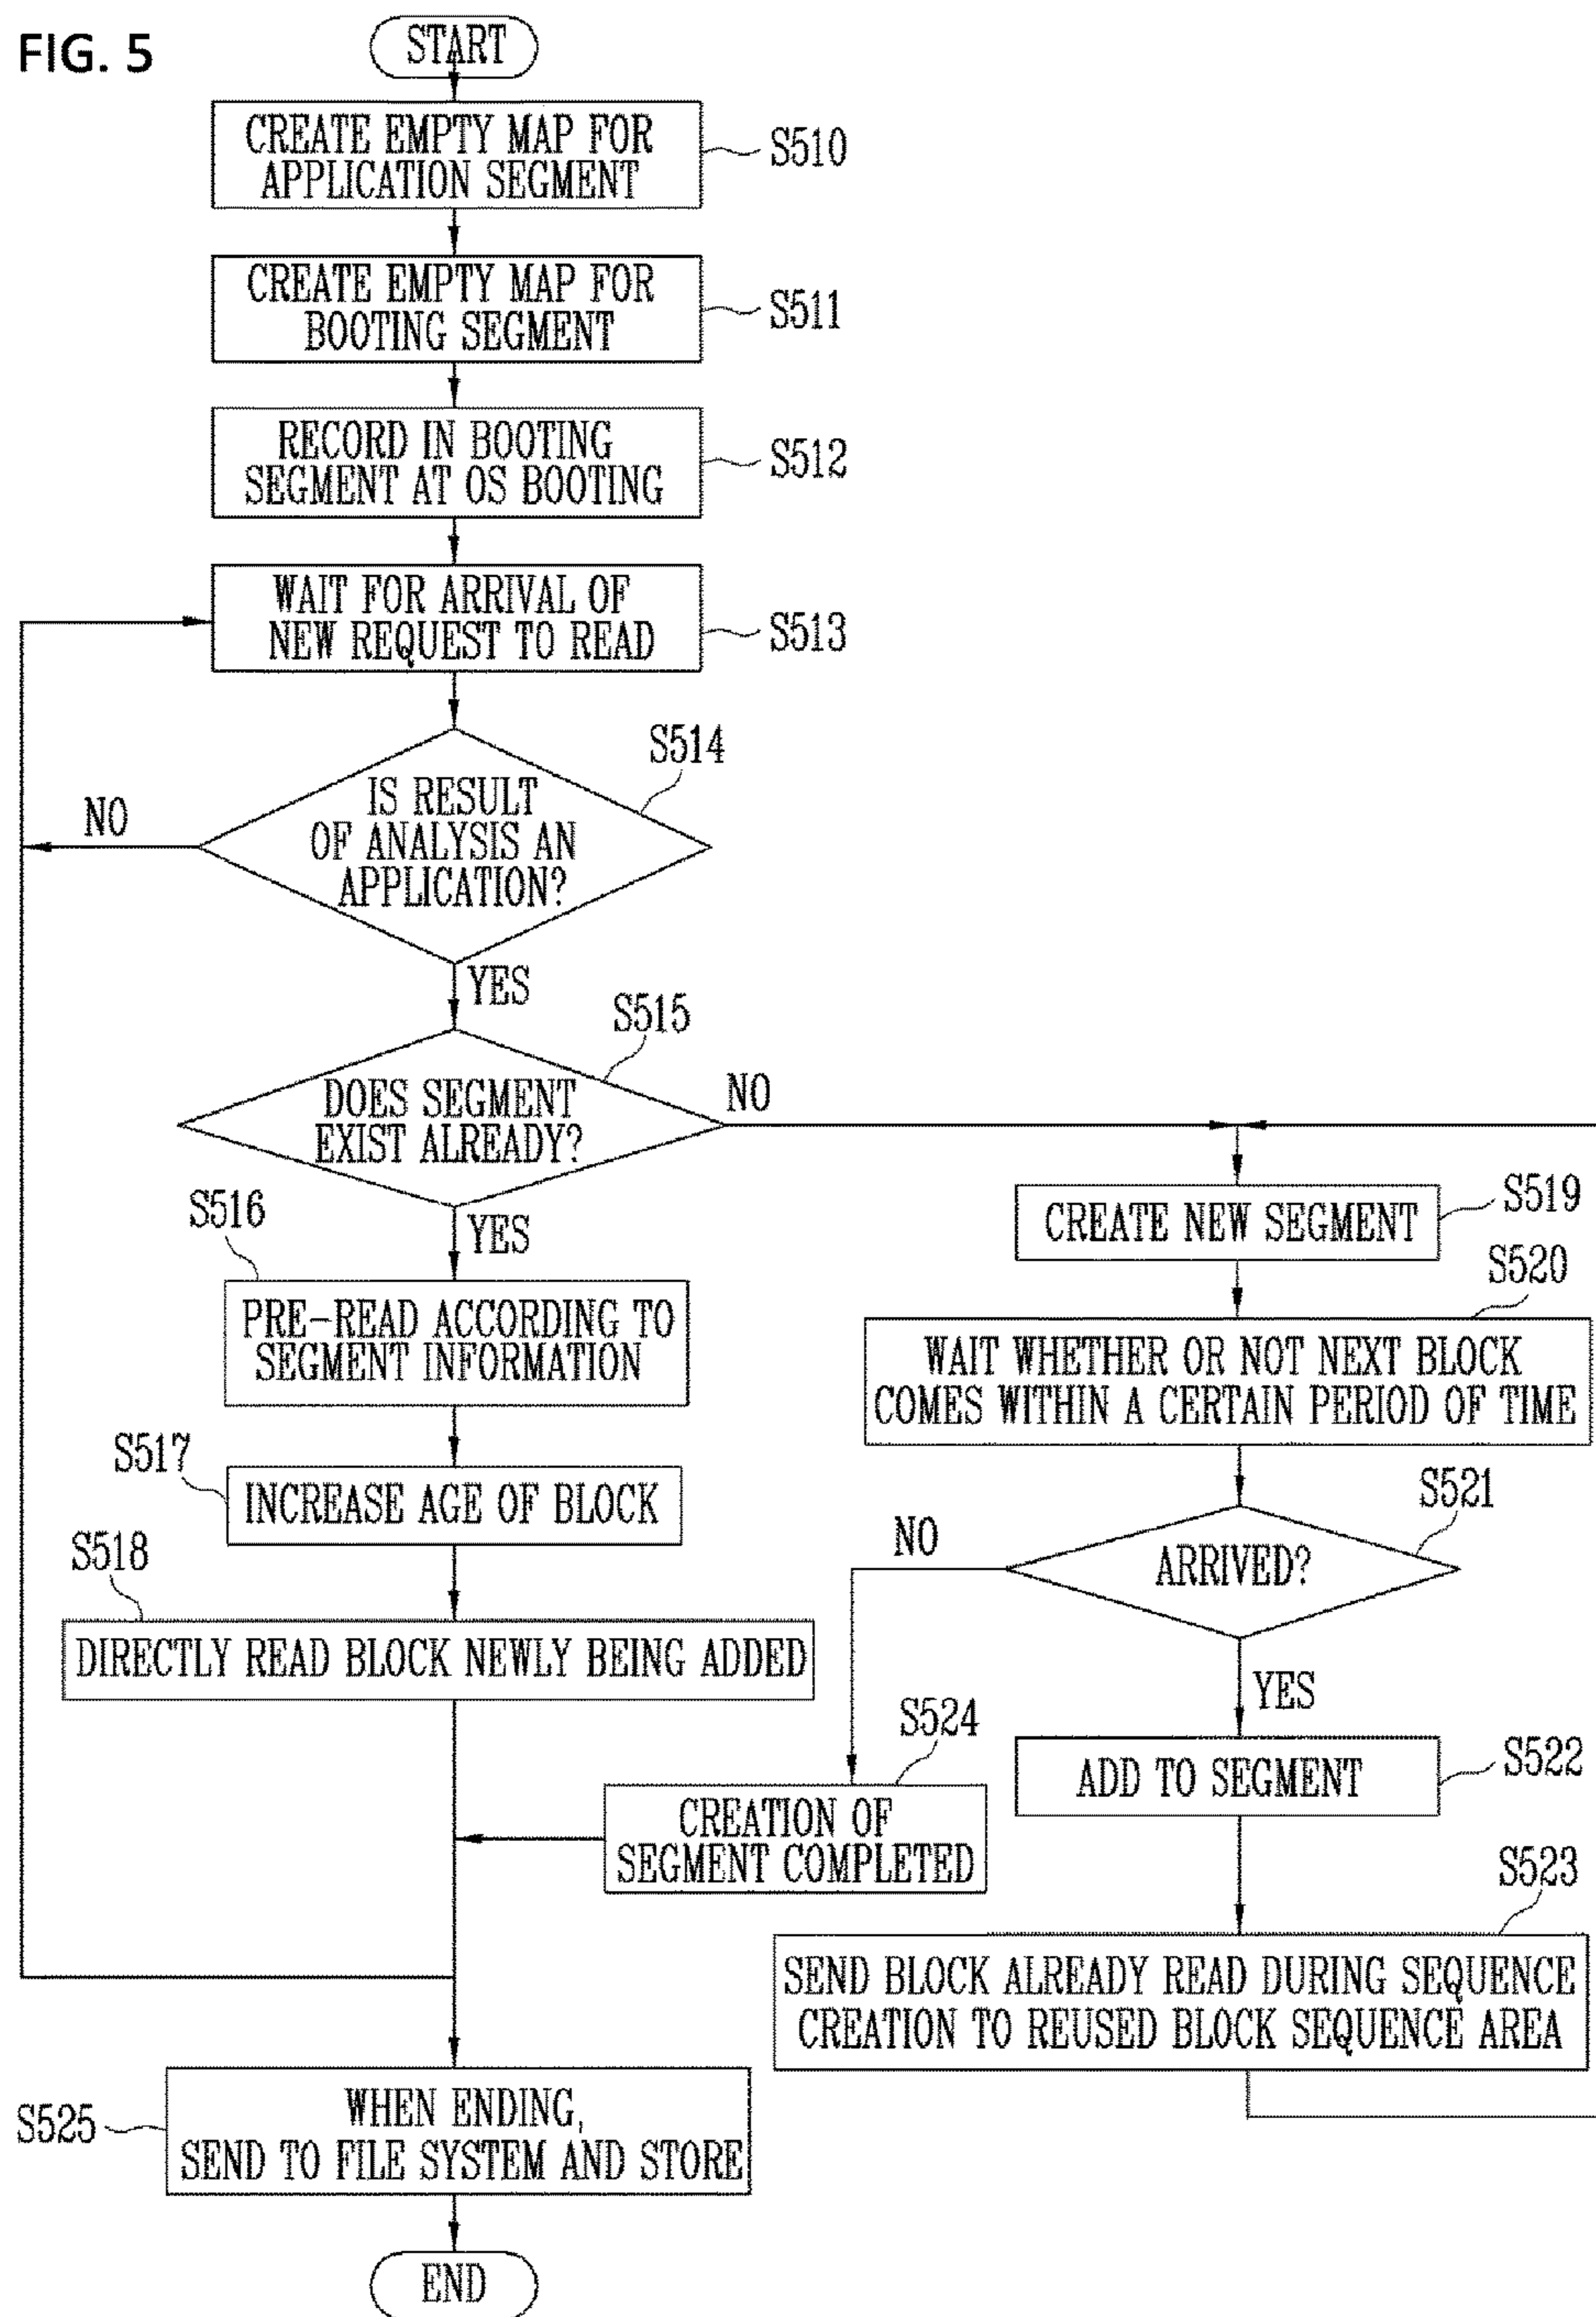 FIG. 5
START
CREATE EMPTY MAP FOR
APPLICATION SEGMENT
S510
CREATE EMPTY MAP FOR
BOOTING SEGMENT
S511
RECORD IN BOOTING
SEGMENT AT OS BOOTING
S512
WAIT FOR ARRIVAL OF
NEW REQUEST TO READ
S513
S514
IS RESULT
OF ANALYSIS AN
APPLICATION?
NO
YES
S515
DOES SEGMENT
EXIST ALREADY?
NO
YES
S516
PRE-READ ACCORDING TO
SEGMENT INFORMATION
S517
INCREASE AGE OF BLOCK
S518
DIRECTLY READ BLOCK NEWLY BEING ADDED
CREATE NEW SEGMENT
S519
S520
WAIT WHETHER OR NOT NEXT BLOCK
COMES WITHIN A CERTAIN PERIOD OF TIME
S521
ARRIVED?
NO
YES
S524
CREATION OF
SEGMENT COMPLETED
ADD TO SEGMENT
S522
S523
SEND BLOCK ALREADY READ DURING SEQUENCE
CREATION TO REUSED BLOCK SEQUENCE AREA
S525
WHEN ENDING,
SEND TO FILE SYSTEM AND STORE
END